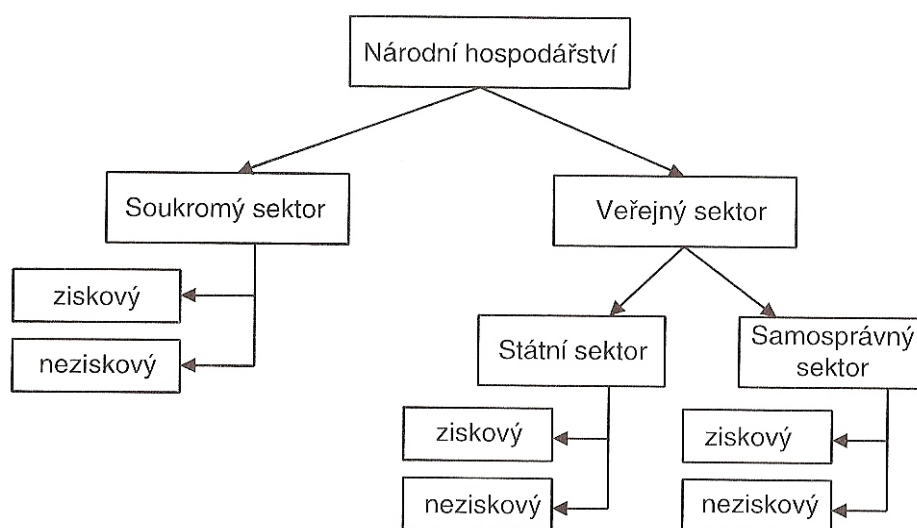 Národní hospodářství
Soukromý sektor
Veřejný sektor
ziskový
neziskový
Státní sektor
Samosprávný
sektor
ziskový
neziskový
ziskový
neziskový